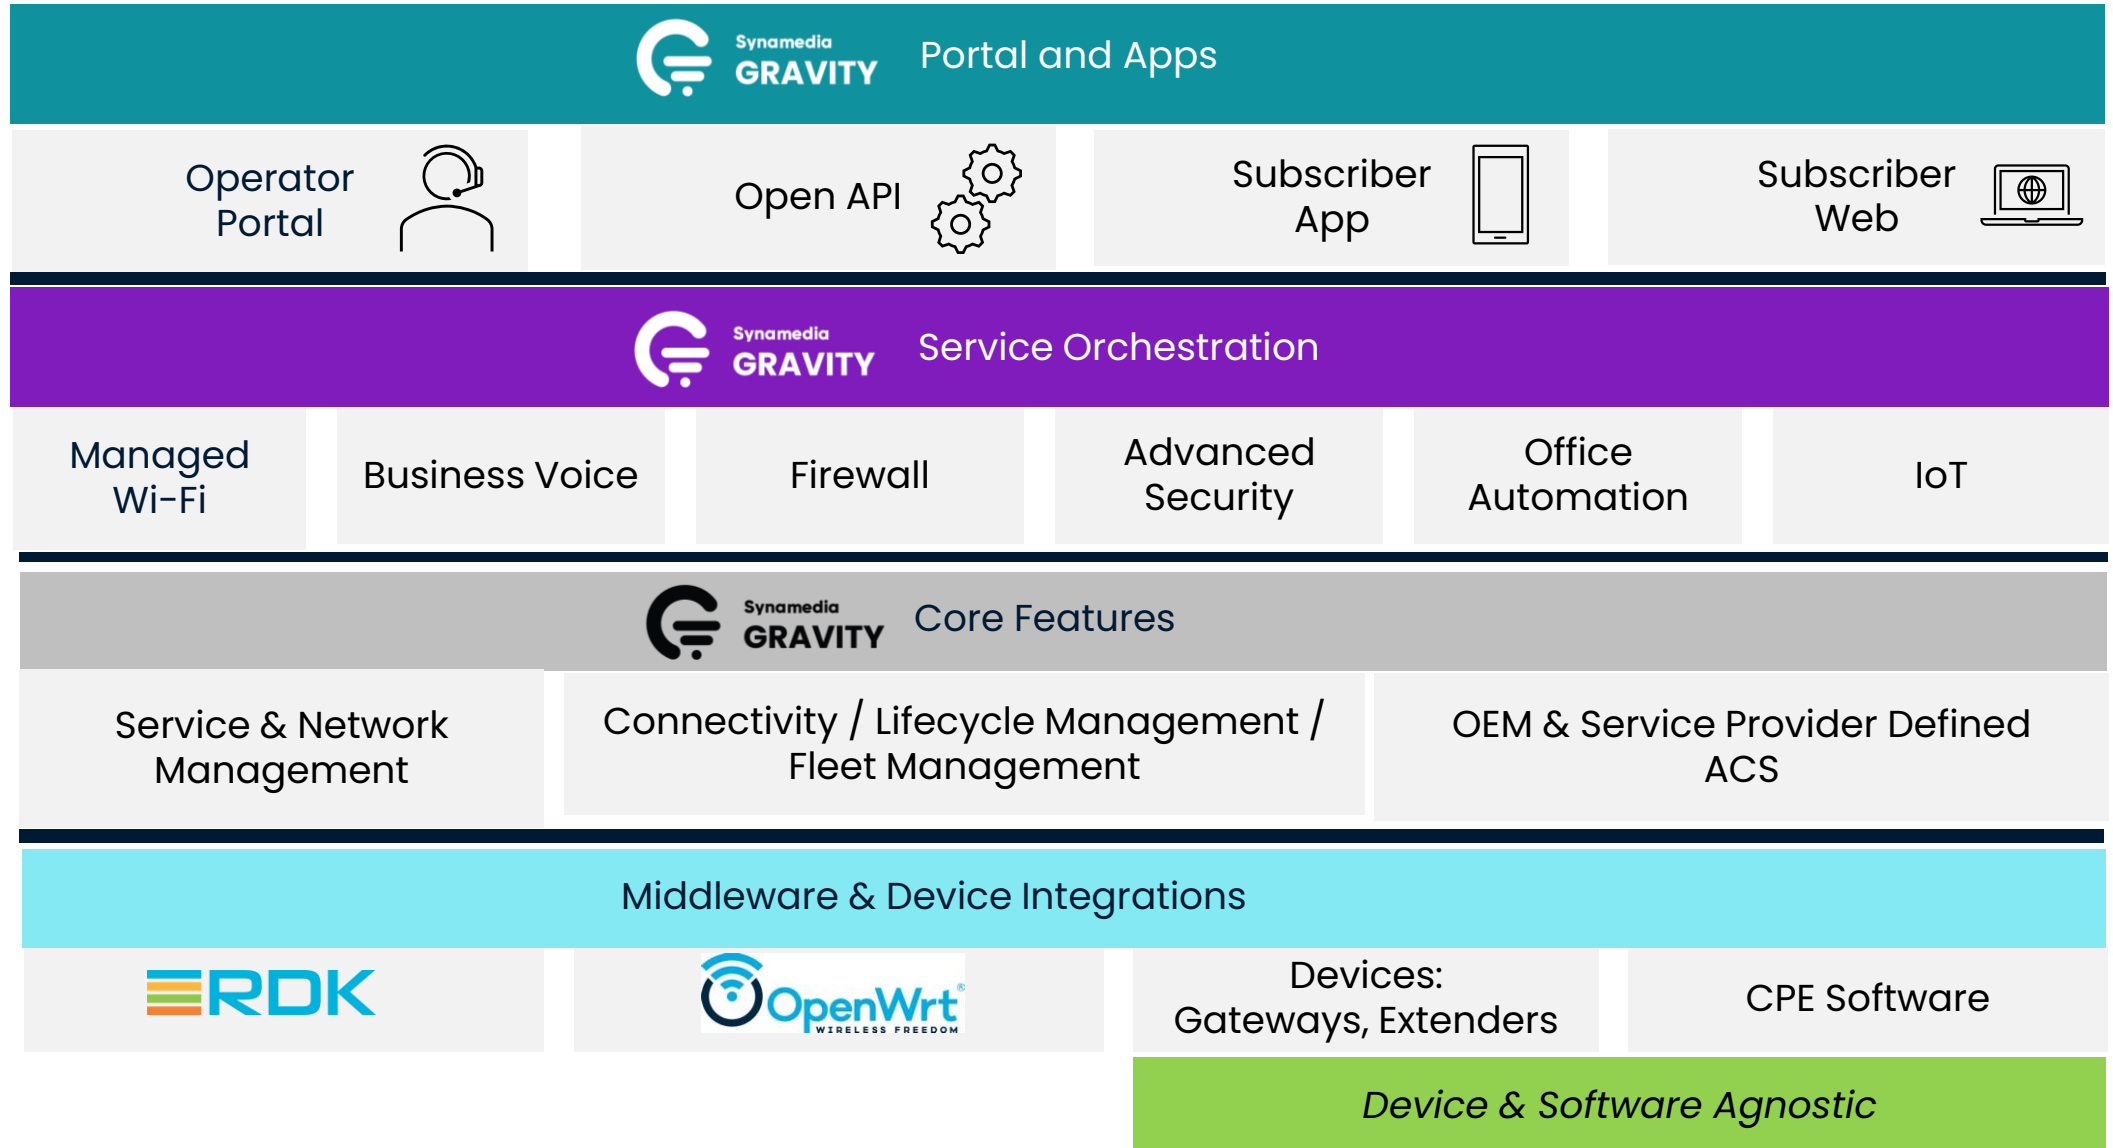 Synamedia
GRAVITY
Portal and Apps
Operator
Portal
Open API
Subscriber
App
Subscriber
Web
Synamedia
GRAVITY
Service Orchestration
Managed
Wi-Fi
Business Voice
Firewall
Advanced
Security
Office
Automation
IoT
Synamedia
GRAVITY
Core Features
Service & Network
Management
Connectivity / Lifecycle Management /
Fleet Management
OEM & Service Provider Defined
ACS
Middleware & Device Integrations
RDK
OpenWrt®
WIRELESS FREEDOM
Devices:
Gateways, Extenders
CPE Software
Device & Software Agnostic